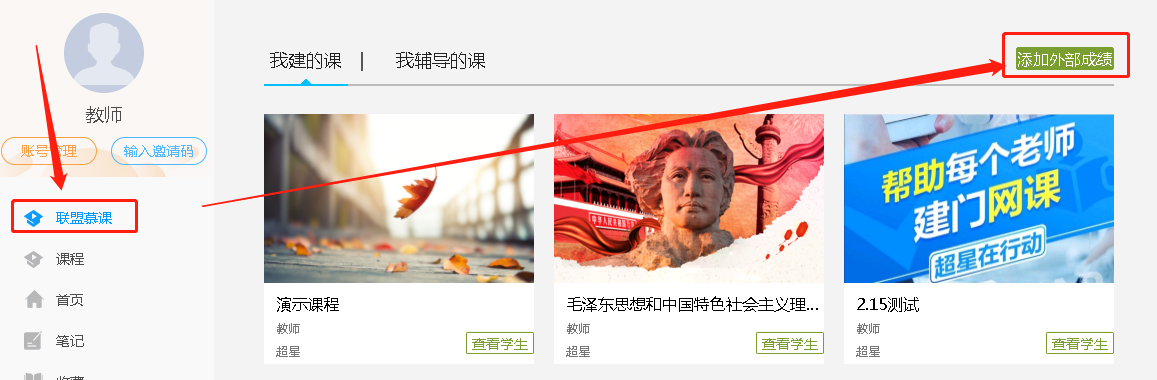 教师
账号管理
输入邀请码
联盟慕课
课程
首页
笔记
收藏
我建的课 | 我辅导的课
添加外部成绩
演示课程
教师
超星
查看学生
毛泽东思想和中国特色社会主义理...
教师
超星
查看学生
帮助每个老师
建门网课
超星在行动
2.15测试
教师
超星
查看学生